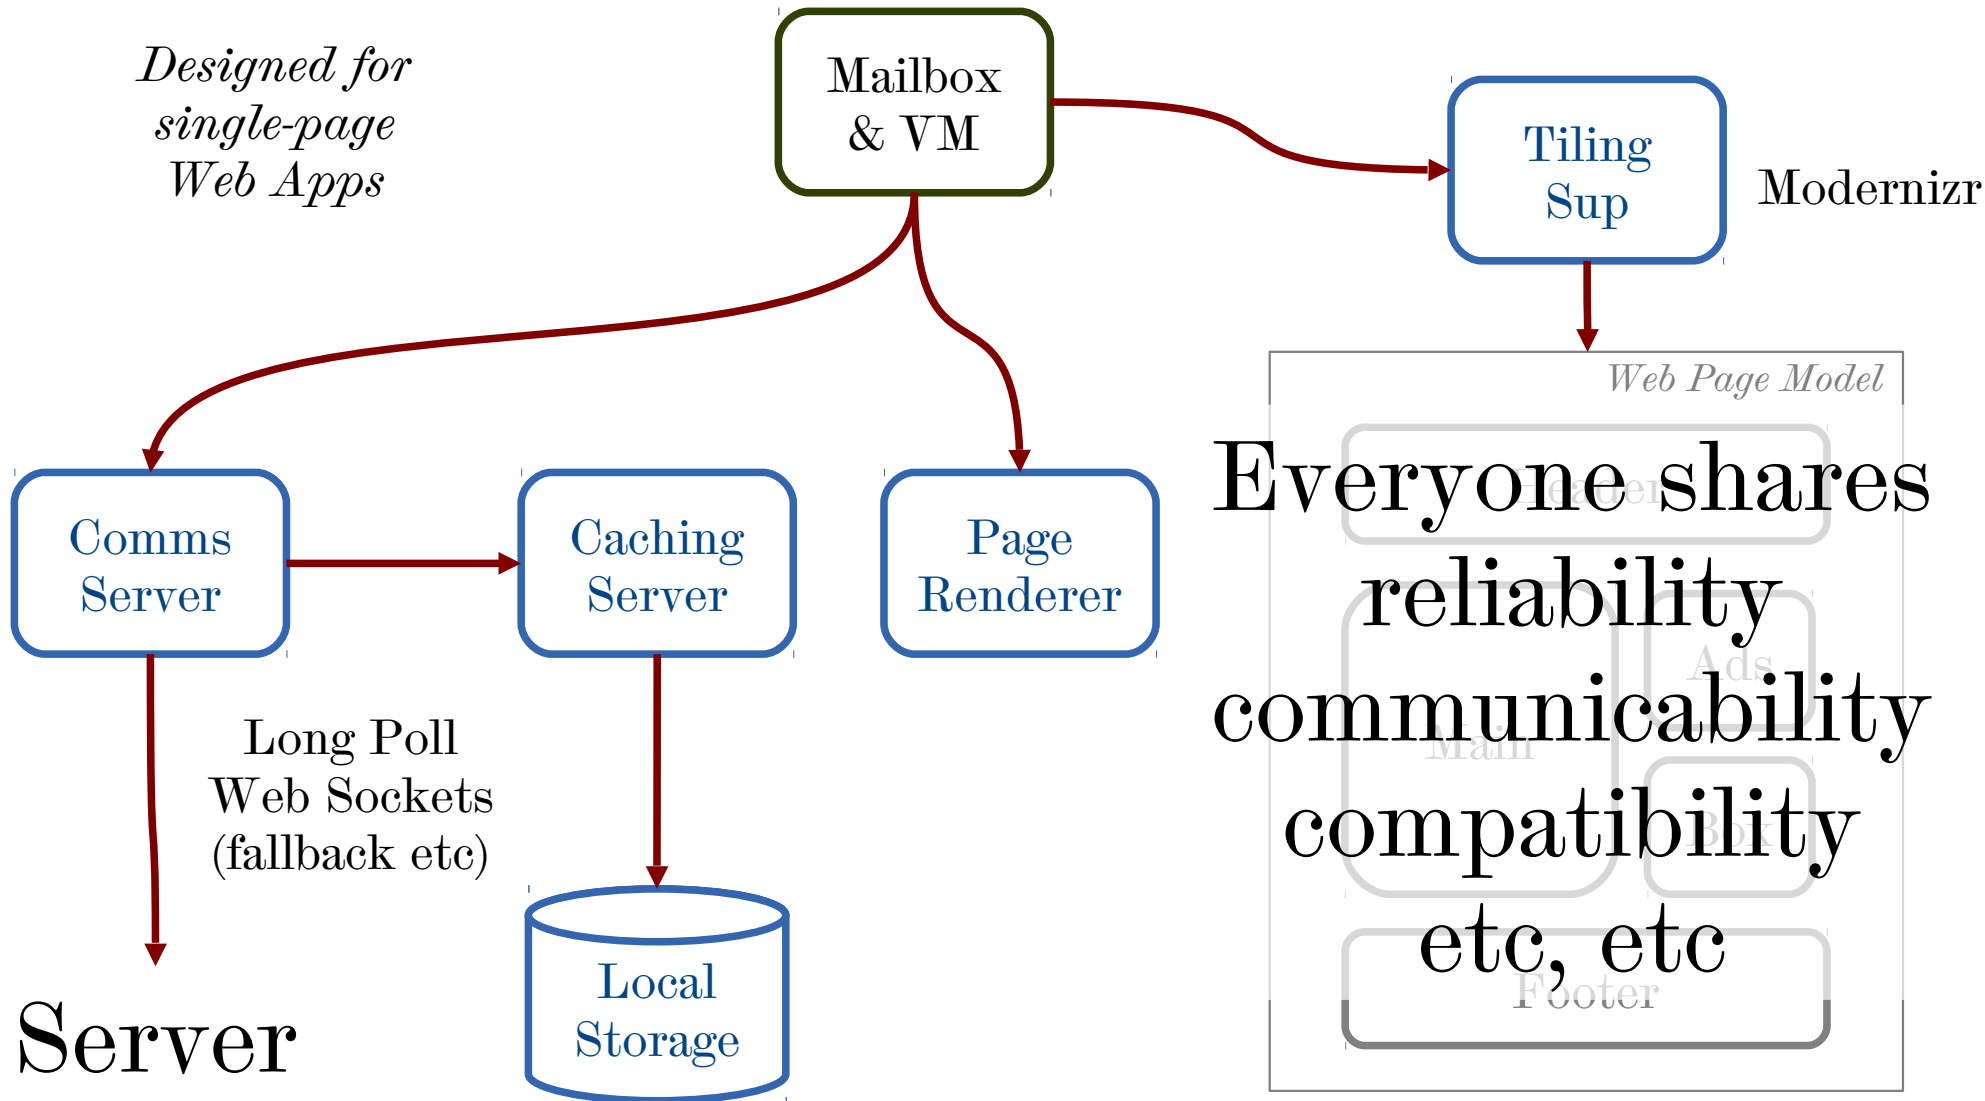 Designed for
single-page
Web Apps
Mailbox
& VM
Tiling
Sup
Modernizr
Web Page Model
Comms
Server
Caching
Server
Page
Renderer
Everyone shares
reliability
communicability
compatibility
etc, etc
Header
Ads
Main
Box
Footer
Long Poll
Web Sockets
(fallback etc)
Local
Storage
Server